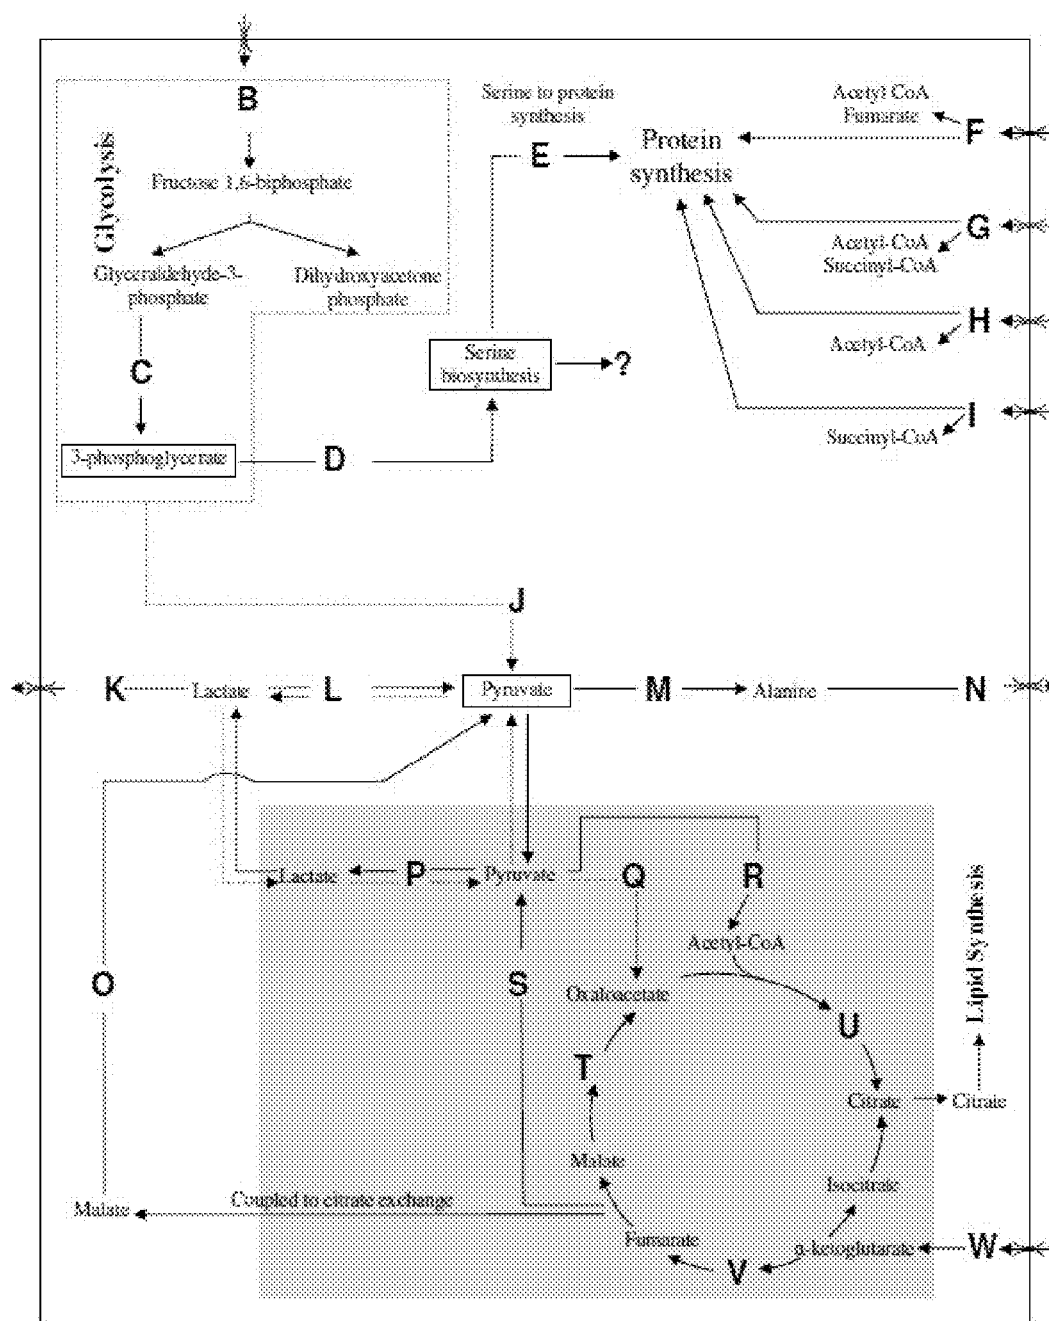 B
Glycolysis
Fructose 1,6-biphosphate
Glyceraldehyde-3-
phosphate
Dihydroxyacetone
phosphate
C
3-phosphoglycerate
D
Serine to protein
synthesis
E
Protein
synthesis
Serine
biosynthesis
?
Acetyl CoA
Fumarate
F
G
Acetyl-CoA
Succinyl-CoA
H
Acetyl-CoA
I
Succinyl-CoA
J
K
Lactate
L
Pyruvate
M
Alanine
N
Lactate
P
Pyruvate
Q
R
Acetyl-CoA
O
S
Oxaloacetate
U
Lipid Synthesis
T
Citrate
Citrate
Malate
Isocitrate
Malate
Coupled to citrate exchange
Fumarate
V
α-ketoglutarate
W